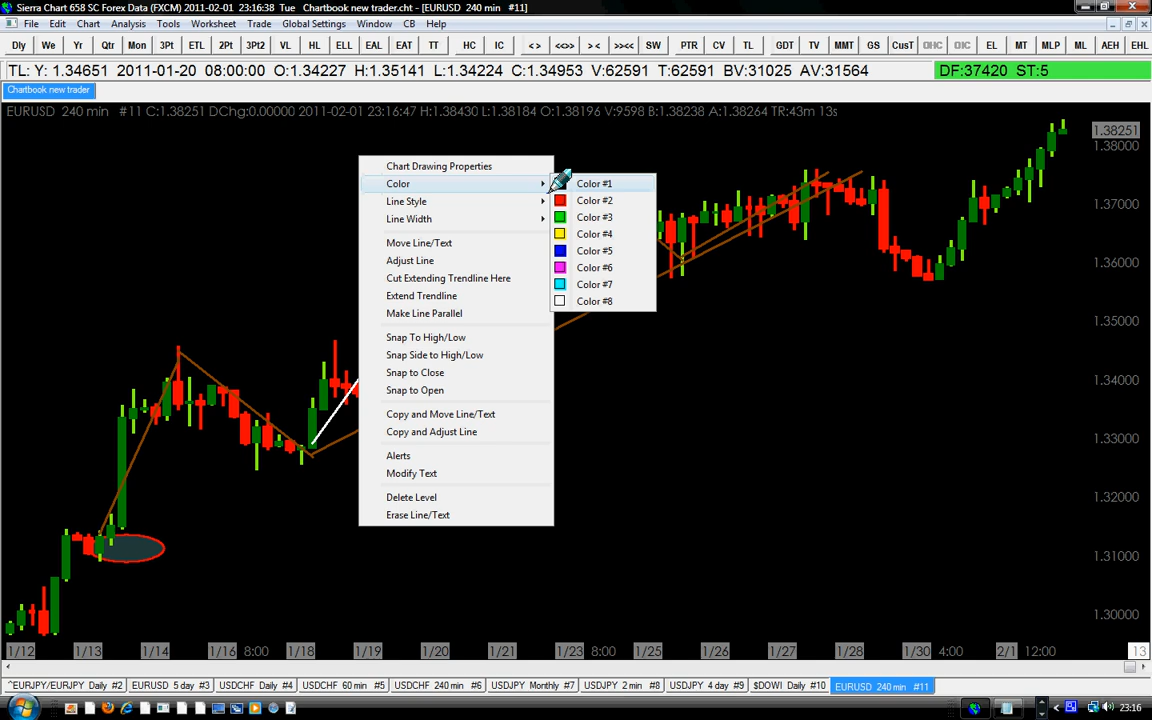 Sierra Chart 658 SC Forex Data (FXCM) 2011-02-01 23:16:38 Tue Chartbook new trader.cht - [EURUSD 240 min #11]
File Edit Chart Analysis Tools Worksheet Trade Global Settings Window CB Help
Dly We Yr Qtr Mon 3Pt ETL 2Pt 3Pt2 VL HL ELL EAL EAT TT HC IC <> <<>> >< >><< SW PTR CV TL GDT TV MMT GS CusT OHC OIC EL MT MLP ML AEH EHL
TL: Y: 1.34651 2011-01-20 08:00:00 O:1.34227 H:1.35141 L:1.34224 C:1.34953 V:62591 T:62591 BV:31025 AV:31564 DF:37420 ST:5
Chartbook new trader
EURUSD 240 min #11 C:1.38251 DChg:0.00000 2011-02-01 23:16:47 H:1.38430 L:1.38184 O:1.38196 V:9598 B:1.38238 A:1.38264 TR:43m 13s
1.38251
1.38000
1.37000
1.36000
1.35000
1.34000
1.33000
1.32000
1.31000
1.30000
Chart Drawing Properties
Color
Line Style
Line Width
Move Line/Text
Adjust Line
Cut Extending Trendline Here
Extend Trendline
Make Line Parallel
Snap To High/Low
Snap Side to High/Low
Snap to Close
Snap to Open
Copy and Move Line/Text
Copy and Adjust Line
Alerts
Modify Text
Delete Level
Erase Line/Text
Color #1
Color #2
Color #3
Color #4
Color #5
Color #6
Color #7
Color #8
1/12 1/13 1/14 1/16 8:00 1/18 1/19 1/20 1/21 1/23 8:00 1/25 1/26 1/27 1/28 1/30 4:00 2/1 12:00 13
^EURJPY/EURJPY Daily #2 EURUSD 5 day #3 USDCHF Daily #4 USDCHF 60 min #5 USDCHF 240 min #6 USDJPY Monthly #7 USDJPY 2 min #8 USDJPY 4 day #9 $DOWI Daily #10 EURUSD 240 min #11
23:16